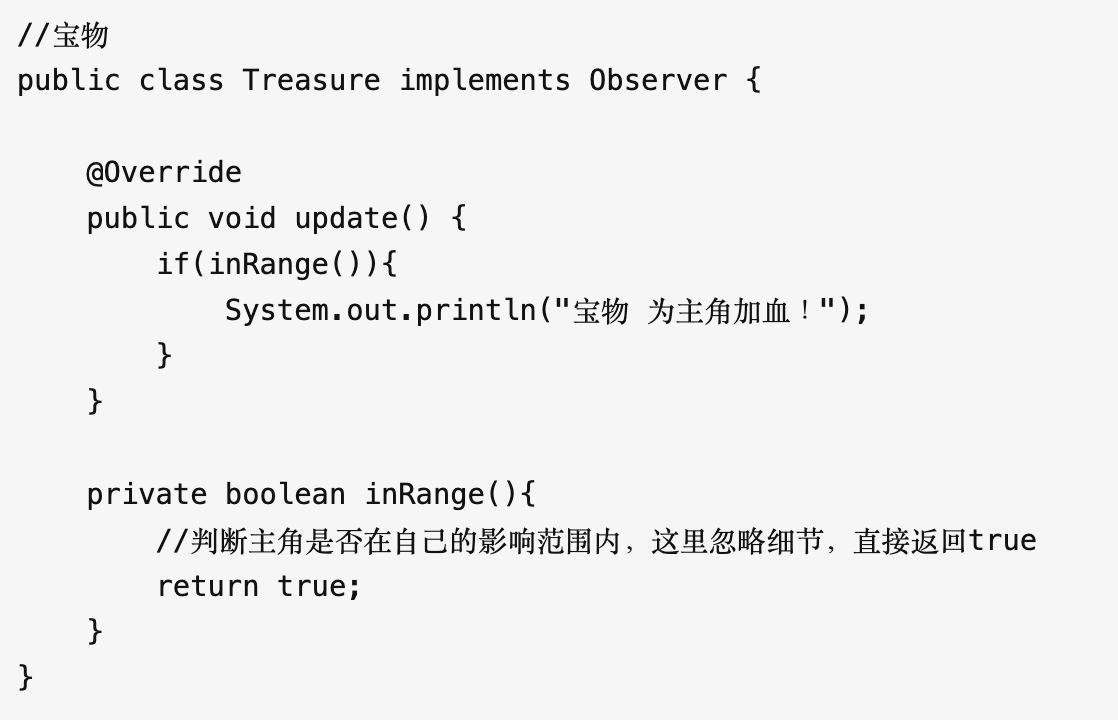 //宝物
public class Treasure implements Observer {
    @Override
    public void update() {
        if(inRange()){
            System.out.println("宝物 为主角加血！");
        }
    }
    private boolean inRange(){
        //判断主角是否在自己的影响范围内，这里忽略细节，直接返回true
        return true;
    }
}